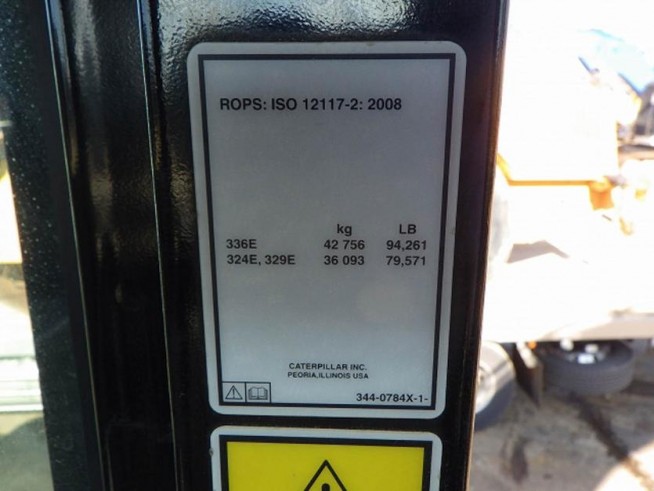 ROPS: ISO 12117-2: 2008
kg LB
336E 42 756 94,261
324E, 329E 36 093 79,571
CATERPILLAR INC.
PEORIA,ILLINOIS USA
344-0784X-1-